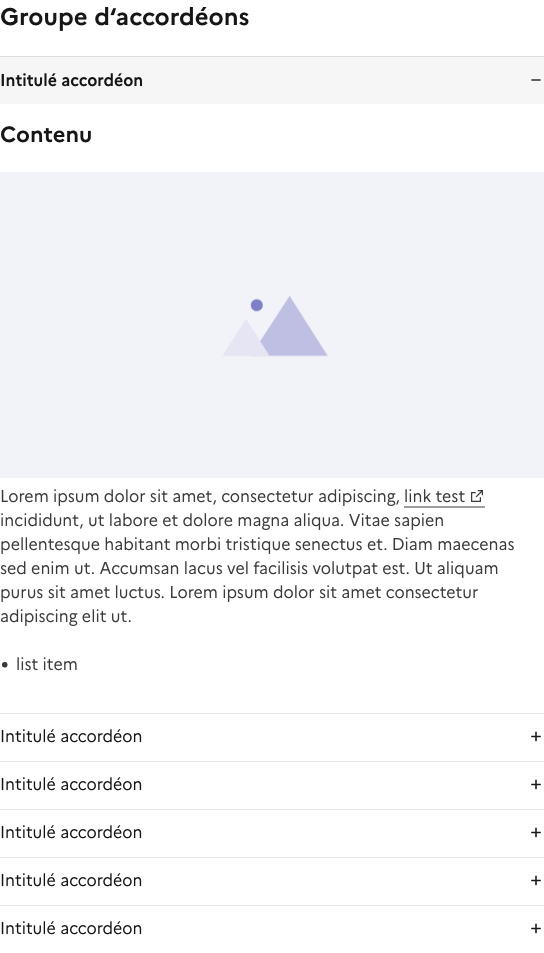 Groupe d‘accordéons
Intitulé accordéon
Contenu
Lorem ipsum dolor sit amet, consectetur adipiscing, link test
incididunt, ut labore et dolore magna aliqua. Vitae sapien
pellentesque habitant morbi tristique senectus et. Diam maecenas
sed enim ut. Accumsan lacus vel facilisis volutpat est. Ut aliquam
purus sit amet luctus. Lorem ipsum dolor sit amet consectetur
adipiscing elit ut.
• list item
Intitulé accordéon
Intitulé accordéon
Intitulé accordéon
Intitulé accordéon
Intitulé accordéon